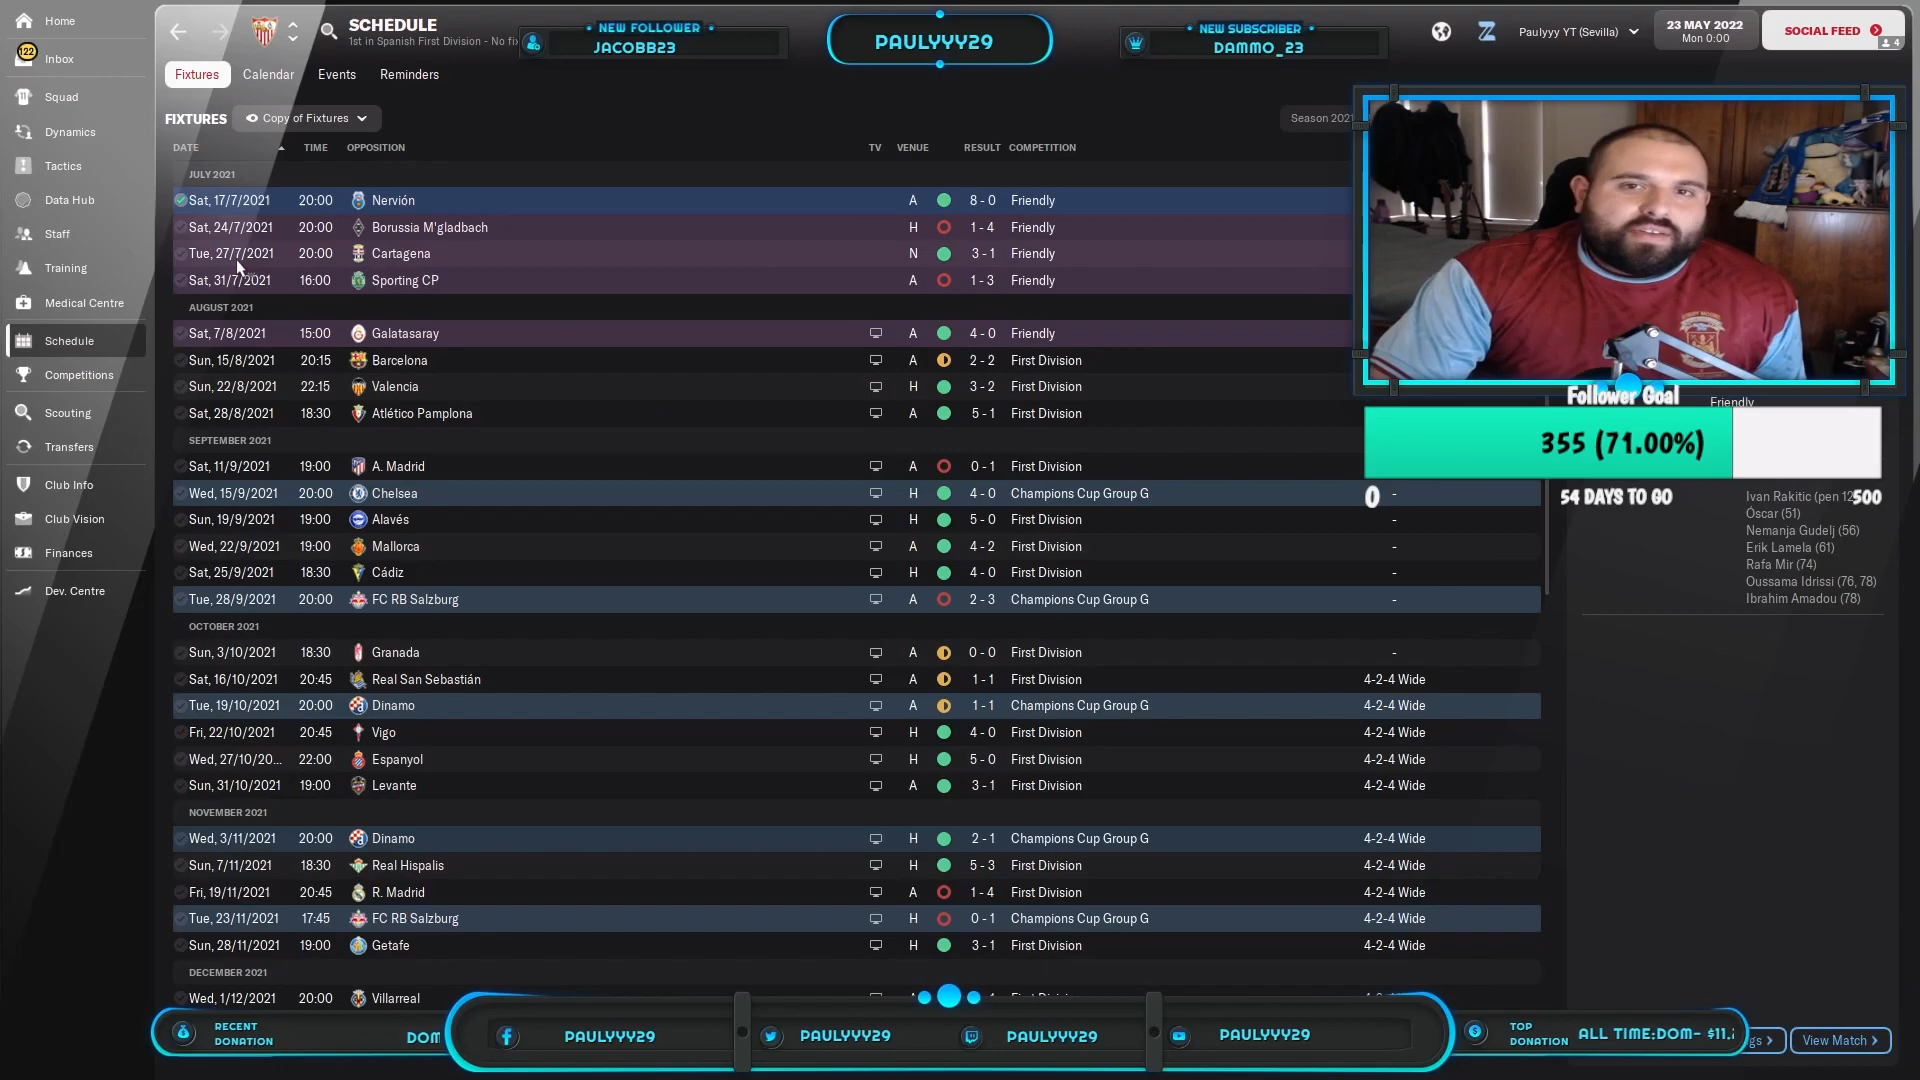 Home
122
Inbox
Squad
Dynamics
Tactics
Data Hub
Staff
Training
Medical Centre
Schedule
Competitions
Scouting
Transfers
Club Info
Club Vision
Finances
Dev. Centre
SCHEDULE
1st in Spanish First Division - No fix
NEW FOLLOWER
JACOBB23
PAULYYY29
NEW SUBSCRIBER
DAMMO_23
Paulyyy YT (Sevilla)
23 MAY 2022
Mon 0:00
SOCIAL FEED
4
Fixtures Calendar Events Reminders
FIXTURES Copy of Fixtures
Season 2021
DATE TIME OPPOSITION TV VENUE RESULT COMPETITION
JULY 2021
Sat, 17/7/2021 20:00 Nervión A 8 - 0 Friendly
Sat, 24/7/2021 20:00 Borussia M'gladbach H 1 - 4 Friendly
Tue, 27/7/2021 20:00 Cartagena N 3 - 1 Friendly
Sat, 31/7/2021 16:00 Sporting CP A 1 - 3 Friendly
AUGUST 2021
Sat, 7/8/2021 15:00 Galatasaray A 4 - 0 Friendly
Sun, 15/8/2021 20:15 Barcelona A 2 - 2 First Division
Sun, 22/8/2021 22:15 Valencia H 3 - 2 First Division
Sat, 28/8/2021 18:30 Atlético Pamplona A 5 - 1 First Division
SEPTEMBER 2021
Sat, 11/9/2021 19:00 A. Madrid A 0 - 1 First Division
Wed, 15/9/2021 20:00 Chelsea H 4 - 0 Champions Cup Group G -
Sun, 19/9/2021 19:00 Alavés H 5 - 0 First Division -
Wed, 22/9/2021 19:00 Mallorca A 4 - 2 First Division -
Sat, 25/9/2021 18:30 Cádiz H 4 - 0 First Division -
Tue, 28/9/2021 20:00 FC RB Salzburg A 2 - 3 Champions Cup Group G -
OCTOBER 2021
Sun, 3/10/2021 18:30 Granada A 0 - 0 First Division -
Sat, 16/10/2021 20:45 Real San Sebastián A 1 - 1 First Division 4-2-4 Wide
Tue, 19/10/2021 20:00 Dinamo A 1 - 1 Champions Cup Group G 4-2-4 Wide
Fri, 22/10/2021 20:45 Vigo H 4 - 0 First Division 4-2-4 Wide
Wed, 27/10/20... 22:00 Espanyol H 5 - 0 First Division 4-2-4 Wide
Sun, 31/10/2021 19:00 Levante A 3 - 1 First Division 4-2-4 Wide
NOVEMBER 2021
Wed, 3/11/2021 20:00 Dinamo H 2 - 1 Champions Cup Group G 4-2-4 Wide
Sun, 7/11/2021 18:30 Real Hispalis H 5 - 3 First Division 4-2-4 Wide
Fri, 19/11/2021 20:45 R. Madrid A 1 - 4 First Division 4-2-4 Wide
Tue, 23/11/2021 17:45 FC RB Salzburg H 0 - 1 Champions Cup Group G 4-2-4 Wide
Sun, 28/11/2021 19:00 Getafe H 3 - 1 First Division 4-2-4 Wide
DECEMBER 2021
Wed, 1/12/2021 20:00 Villarreal
Follower Goal
Friendly
355 (71.00%)
0 54 DAYS TO GO 500
Ivan Rakitic (pen 12
Óscar (51)
Nemanja Gudelj (56)
Erik Lamela (61)
Rafa Mir (74)
Oussama Idrissi (76, 78)
Ibrahim Amadou (78)
RECENT DONATION
DOM
PAULYYY29
PAULYYY29
PAULYYY29
PAULYYY29
TOP DONATION
ALL TIME:DOM- $11.
gs
View Match